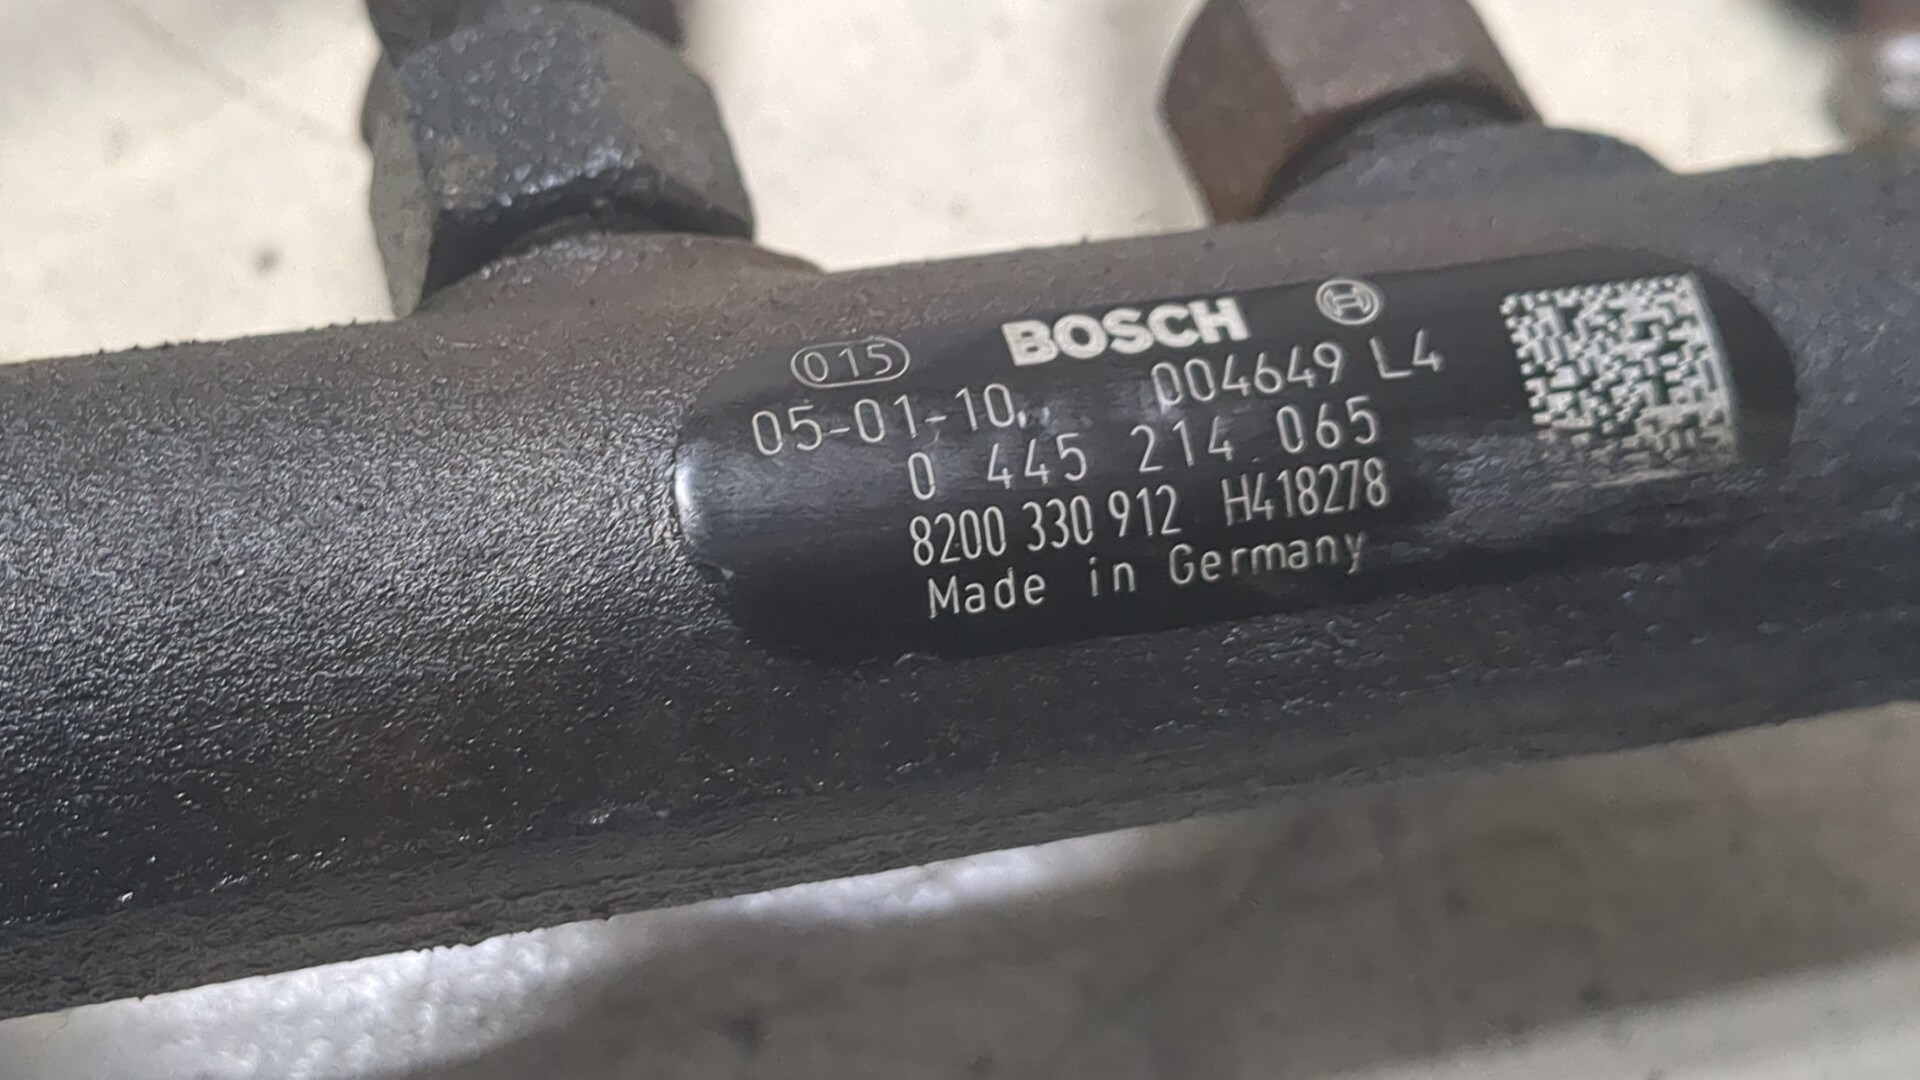 015 BOSCH
05-01-10 004649 L4
0 445 214 065
8200 330 912 H418278
Made in Germany